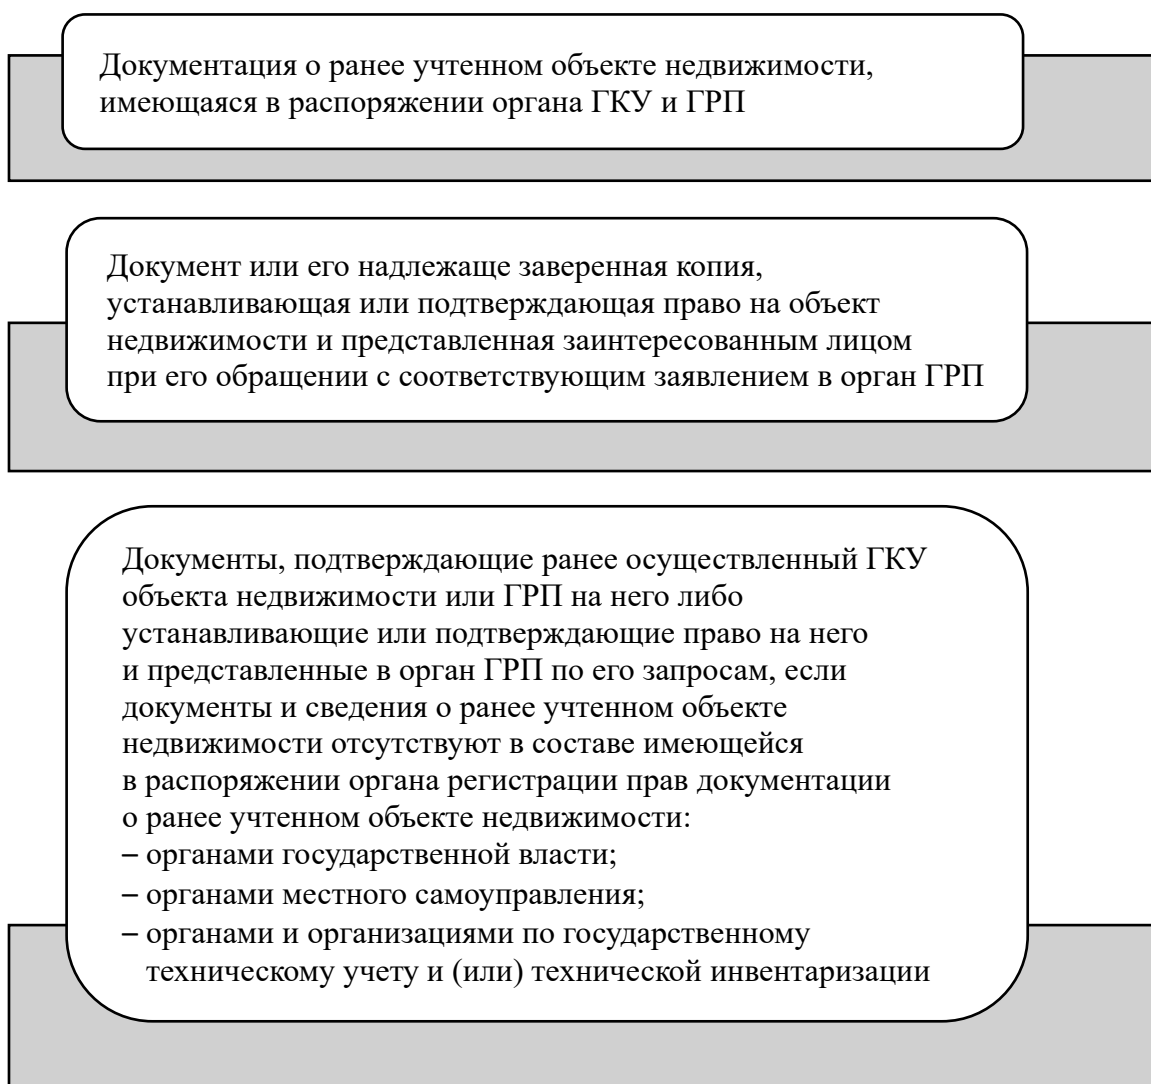 Документация о ранее учтенном объекте недвижимости,
имеющаяся в распоряжении органа ГКУ и ГРП
Документ или его надлежаще заверенная копия,
устанавливающая или подтверждающая право на объект
недвижимости и представленная заинтересованным лицом
при его обращении с соответствующим заявлением в орган ГРП
Документы, подтверждающие ранее осуществленный ГКУ
объекта недвижимости или ГРП на него либо
устанавливающие или подтверждающие право на него
и представленные в орган ГРП по его запросам, если
документы и сведения о ранее учтенном объекте
недвижимости отсутствуют в составе имеющейся
в распоряжении органа регистрации прав документации
о ранее учтенном объекте недвижимости:
– органами государственной власти;
– органами местного самоуправления;
– органами и организациями по государственному
техническому учету и (или) технической инвентаризации